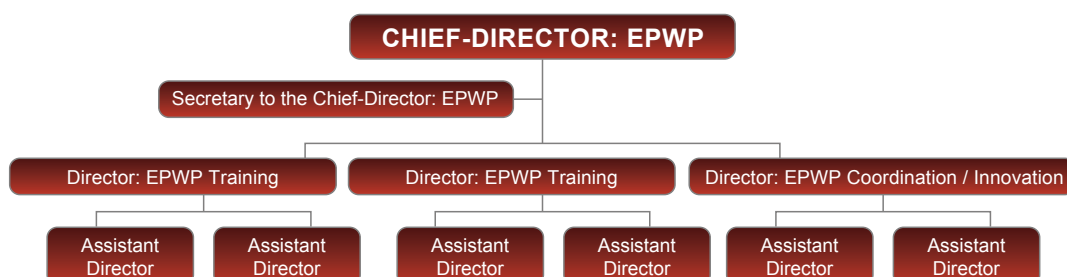 CHIEF-DIRECTOR: EPWP
Secretary to the Chief-Director: EPWP
Director: EPWP Training
Director: EPWP Training
Director: EPWP Coordination / Innovation
Assistant
Director
Assistant
Director
Assistant
Director
Assistant
Director
Assistant
Director
Assistant
Director